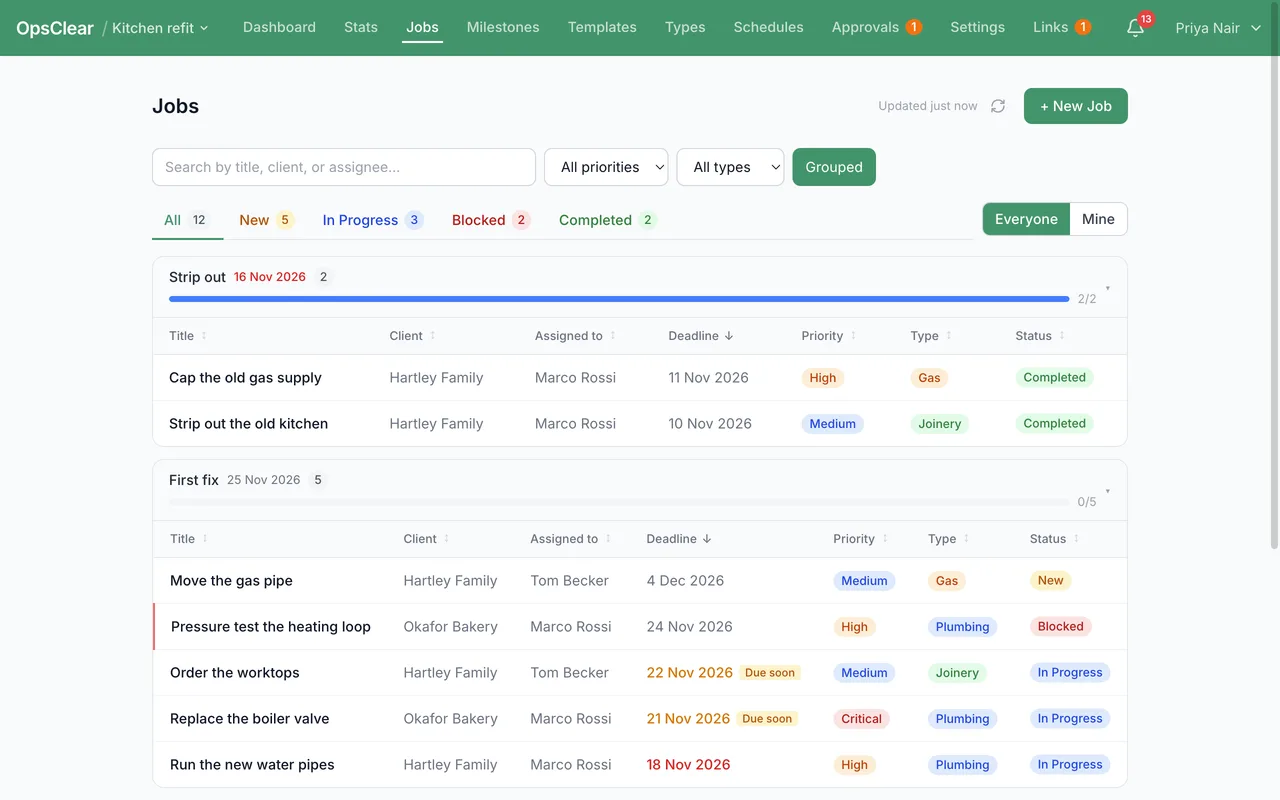 OpsClear / Kitchen refit Dashboard Stats Jobs Milestones Templates Types Schedules Approvals 1 Settings Links 1 13 Priya Nair
Jobs Updated just now + New Job
Search by title, client, or assignee... All priorities All types Grouped
All 12 New 5 In Progress 3 Blocked 2 Completed 2 Everyone Mine
Strip out 16 Nov 2026 2
2/2
Title Client Assigned to Deadline ↓ Priority Type Status
Cap the old gas supply Hartley Family Marco Rossi 11 Nov 2026 High Gas Completed
Strip out the old kitchen Hartley Family Marco Rossi 10 Nov 2026 Medium Joinery Completed
First fix 25 Nov 2026 5
0/5
Title Client Assigned to Deadline ↓ Priority Type Status
Move the gas pipe Hartley Family Tom Becker 4 Dec 2026 Medium Gas New
Pressure test the heating loop Okafor Bakery Marco Rossi 24 Nov 2026 High Plumbing Blocked
Order the worktops Hartley Family Tom Becker 22 Nov 2026 Due soon Medium Joinery In Progress
Replace the boiler valve Okafor Bakery Marco Rossi 21 Nov 2026 Due soon Critical Plumbing In Progress
Run the new water pipes Hartley Family Marco Rossi 18 Nov 2026 High Plumbing In Progress